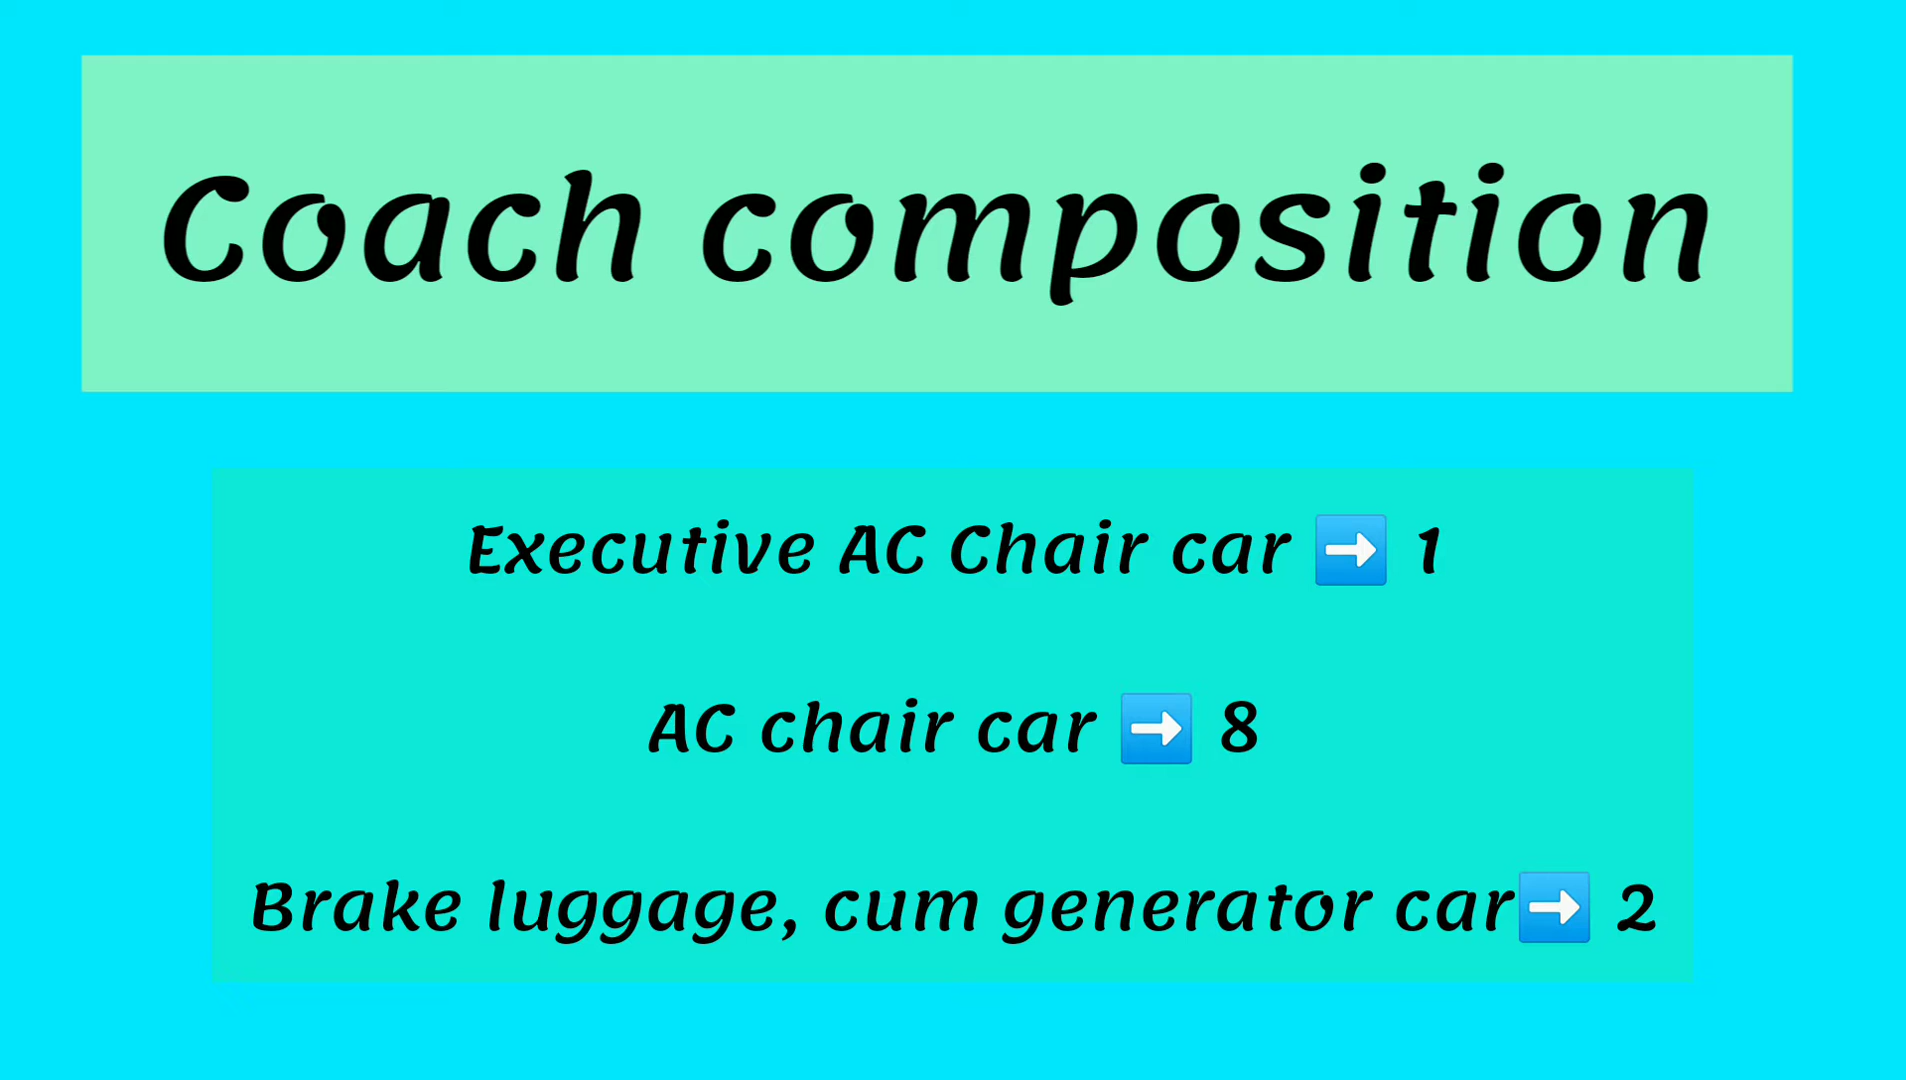 Coach composition
Executive AC Chair car ➡️ 1
AC chair car ➡️ 8
Brake luggage, cum generator car➡️ 2